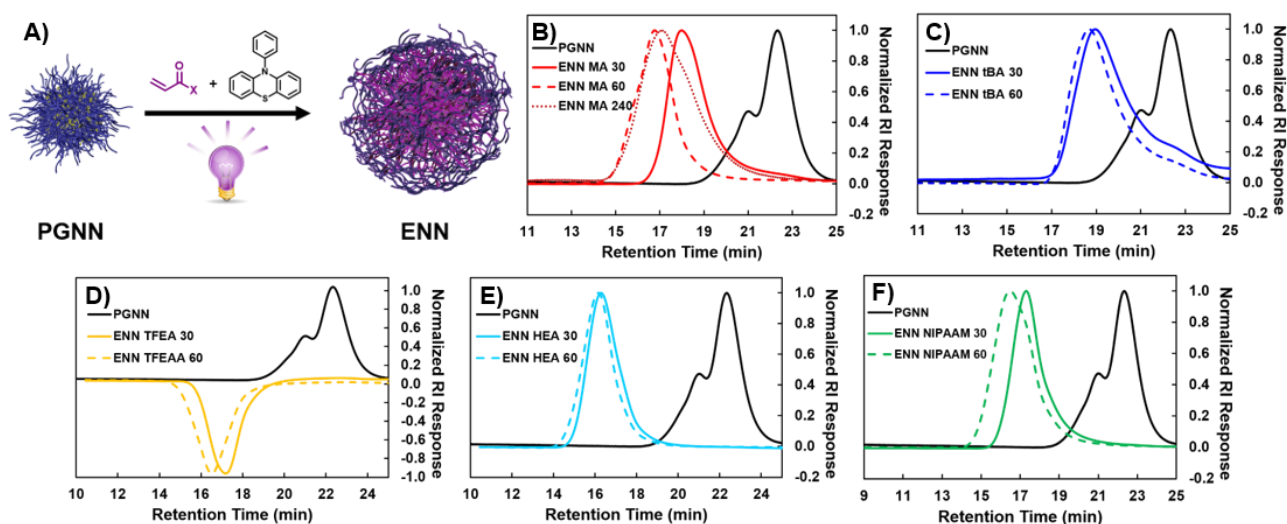 A)
O
X
+
N
S
PGNN
ENN
B)
PGNN
ENN MA 30
ENN MA 60
ENN MA 240
1.0
0.8
0.6
0.4
0.2
0.0
-0.2
Normalized RI Response
11 13 15 17 19 21 23 25
Retention Time (min)
C)
PGNN
ENN tBA 30
ENN tBA 60
1.0
0.8
0.6
0.4
0.2
0.0
-0.2
Normalized RI Response
11 13 15 17 19 21 23 25
Retention Time (min)
D)
PGNN
ENN TFEA 30
ENN TFEAA 60
1.0
0.8
0.6
0.4
0.2
0.0
-0.2
-0.4
-0.6
-0.8
-1.0
Normalized RI Response
10 12 14 16 18 20 22 24
Retention Time (min)
E)
PGNN
ENN HEA 30
ENN HEA 60
1.0
0.8
0.6
0.4
0.2
0.0
-0.2
Normalized RI Response
10 12 14 16 18 20 22 24
Retention Time (min)
F)
PGNN
ENN NIPAAM 30
ENN NIPAAM 60
1.0
0.8
0.6
0.4
0.2
0.0
-0.2
Normalized RI Response
9 11 13 15 17 19 21 23 25
Retention Time (min)